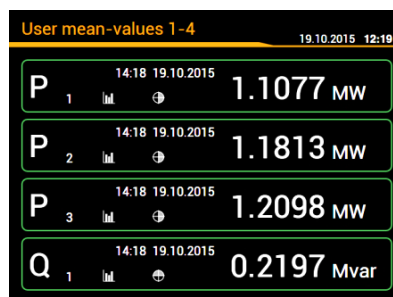 User mean-values 1-4
19.10.2015 12:19
P 1 14:18 19.10.2015 1.1077 MW
P 2 14:18 19.10.2015 1.1813 MW
P 3 14:18 19.10.2015 1.2098 MW
Q 1 14:18 19.10.2015 0.2197 Mvar